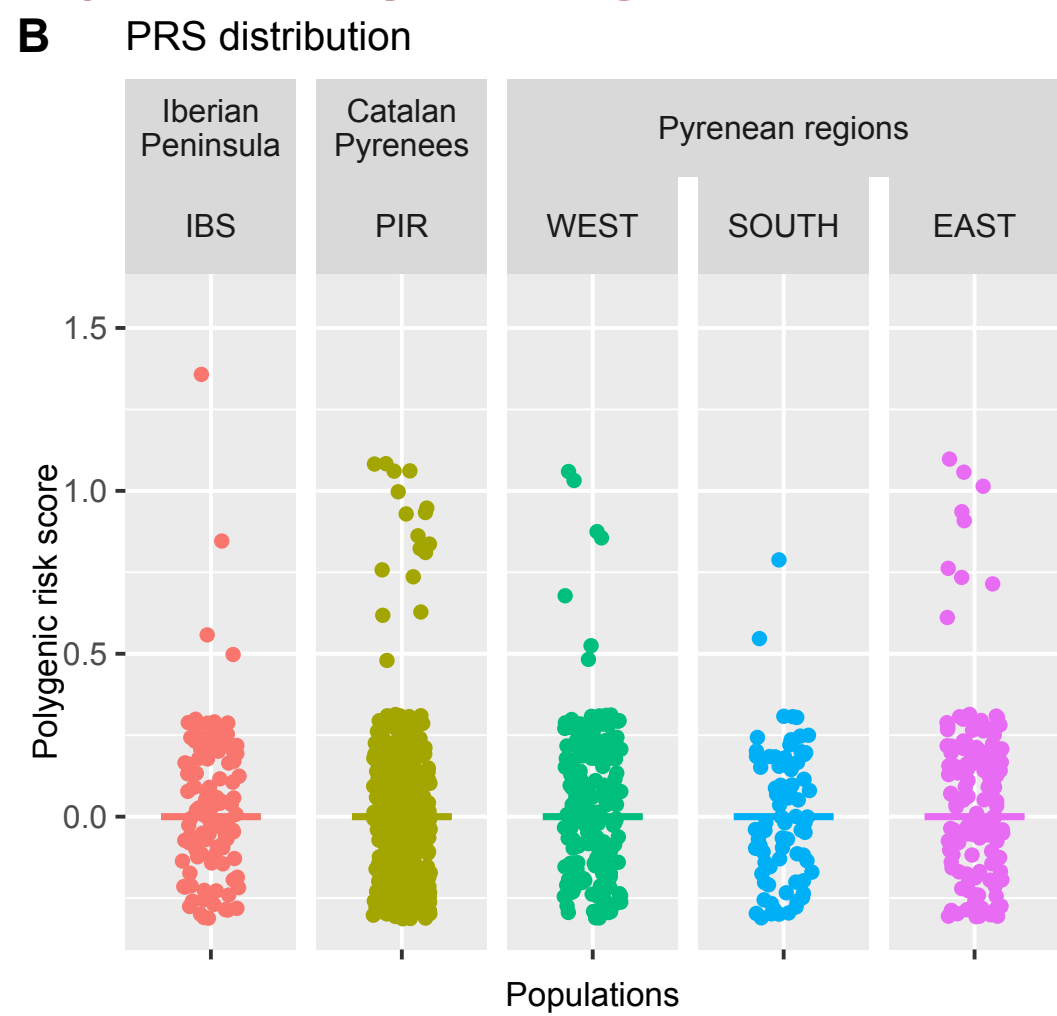 B PRS distribution
Iberian
Peninsula
Catalan
Pyrenees
Pyrenean regions
IBS
PIR
WEST
SOUTH
EAST
Polygenic risk score
1.5
1.0
0.5
0.0
Populations